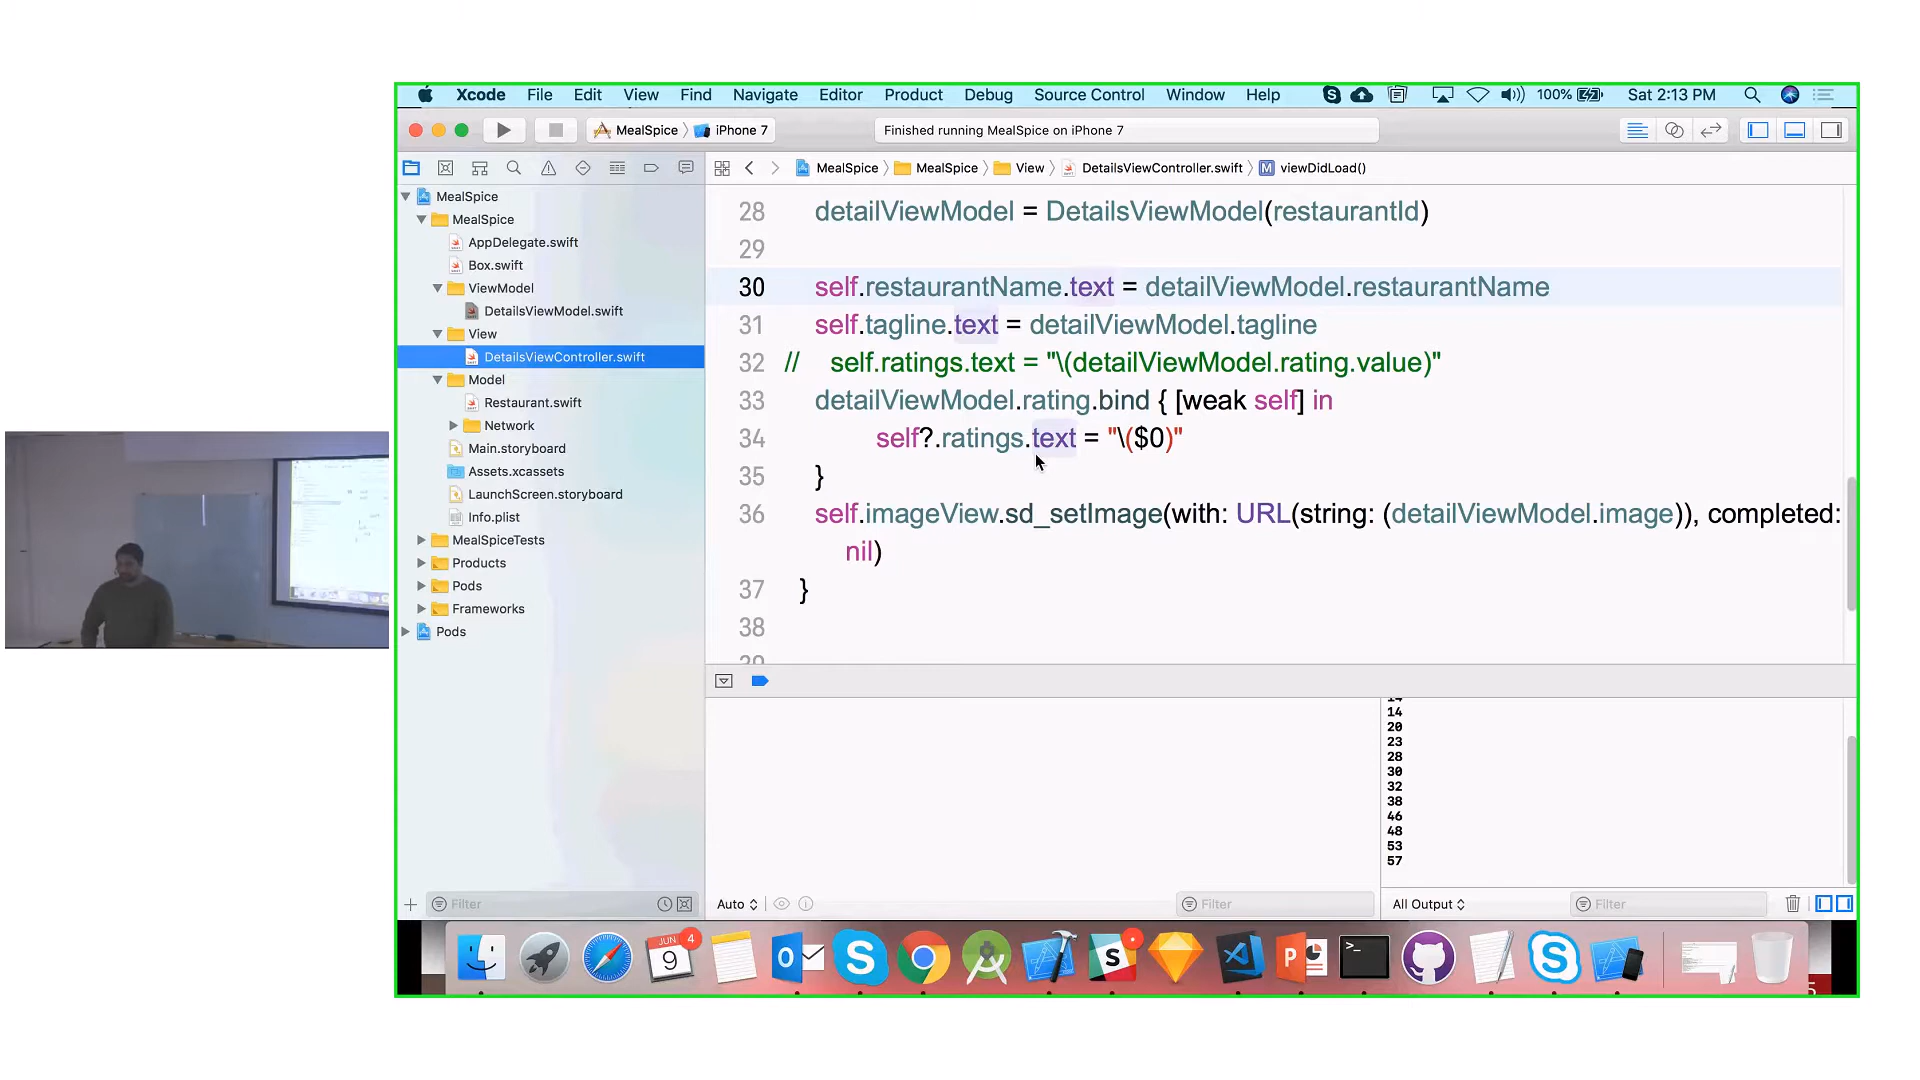 Xcode File Edit View Find Navigate Editor Product Debug Source Control Window Help 100% Sat 2:13 PM
MealSpice iPhone 7 Finished running MealSpice on iPhone 7
MealSpice MealSpice View DetailsViewController.swift M viewDidLoad()
MealSpice
MealSpice
AppDelegate.swift
Box.swift
ViewModel
DetailsViewModel.swift
View
DetailsViewController.swift
Model
Restaurant.swift
Network
Main.storyboard
Assets.xcassets
LaunchScreen.storyboard
Info.plist
MealSpiceTests
Products
Pods
Frameworks
Pods
Filter
28 detailViewModel = DetailsViewModel(restaurantId)
29
30 self.restaurantName.text = detailViewModel.restaurantName
31 self.tagline.text = detailViewModel.tagline
32 // self.ratings.text = "\(detailViewModel.rating.value)"
33 detailViewModel.rating.bind { [weak self] in
34 self?.ratings.text = "\($0)"
35 }
36 self.imageView.sd_setImage(with: URL(string: (detailViewModel.image)), completed:
nil)
37 }
38
14
20
23
28
30
32
38
46
48
53
57
Auto Filter All Output Filter
JUN 4
9